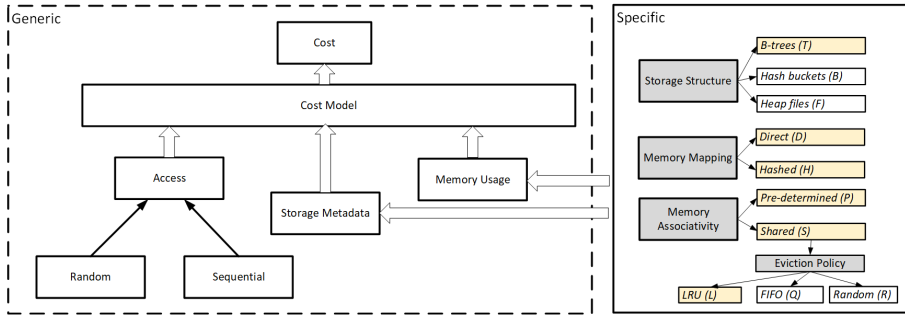 Generic
Cost
Cost Model
Access
Memory Usage
Storage Metadata
Random
Sequential
Specific
Storage Structure
B-trees (T)
Hash buckets (B)
Heap files (F)
Memory Mapping
Direct (D)
Hashed (H)
Memory
Associativity
Pre-determined (P)
Shared (S)
Eviction Policy
LRU (L)
FIFO (Q)
Random (R)